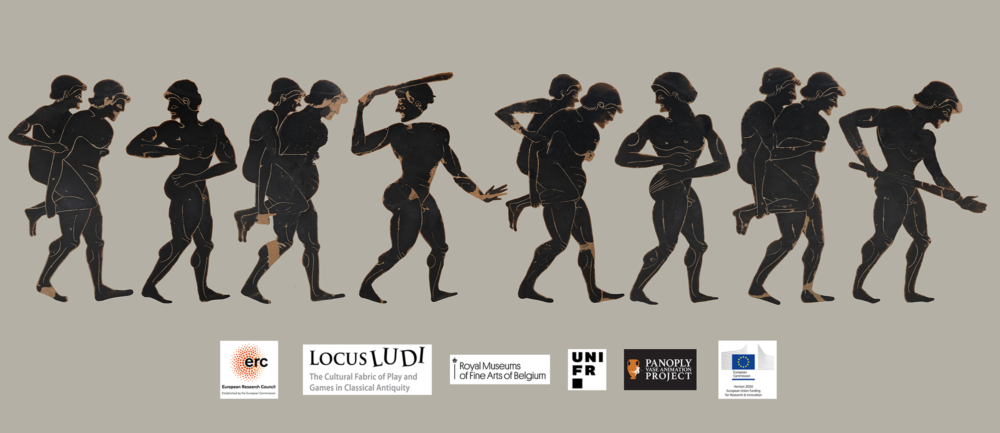 erc
European Research Council
Established by the European Commission
LOCUS LUDI
The Cultural Fabric of Play and
Games in Classical Antiquity
Royal Museums
of Fine Arts of Belgium
UNI
FR
PANOPLY
VASE ANIMATION
PROJECT
European
Commission
Horizon 2020
European Union funding
for Research & Innovation